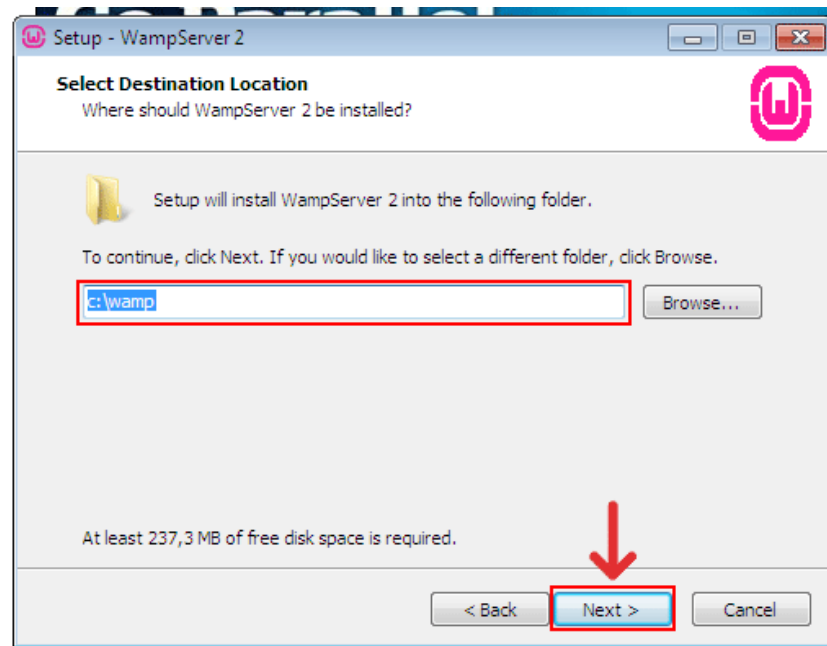 Setup - WampServer 2
Select Destination Location
Where should WampServer 2 be installed?
Setup will install WampServer 2 into the following folder.
To continue, click Next. If you would like to select a different folder, click Browse.
c:\wamp
Browse...
At least 237,3 MB of free disk space is required.
< Back
Next >
Cancel